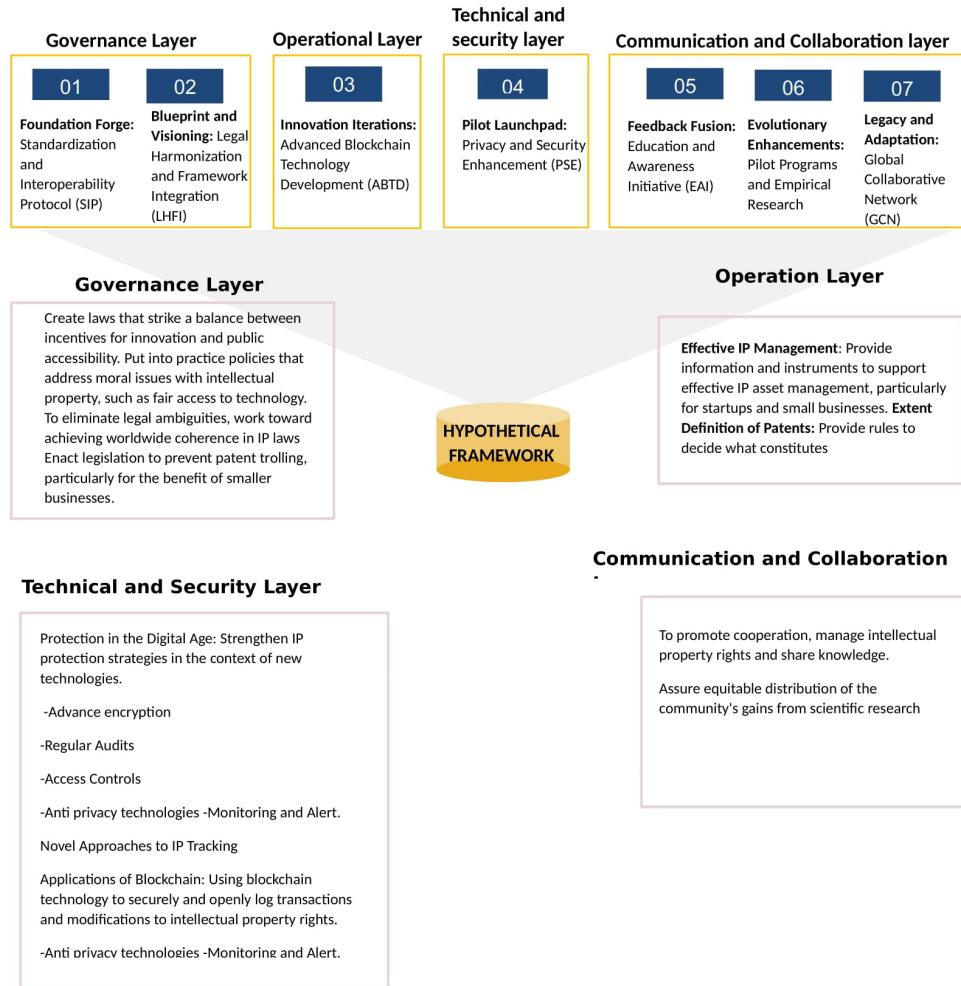 Governance Layer
Operational Layer
Technical and
security layer
Communication and Collaboration layer
01
Foundation Forge:
Standardization
and
Interoperability
Protocol (SIP)
02
Blueprint and
Visioning: Legal
Harmonization
and Framework
Integration
(LHFI)
03
Innovation Iterations:
Advanced Blockchain
Technology
Development (ABTD)
04
Pilot Launchpad:
Privacy and Security
Enhancement (PSE)
05
Feedback Fusion:
Education and
Awareness
Initiative (EAI)
06
Evolutionary
Enhancements:
Pilot Programs
and Empirical
Research
07
Legacy and
Adaptation:
Global
Collaborative
Network
(GCN)
Governance Layer
Create laws that strike a balance between
incentives for innovation and public
accessibility. Put into practice policies that
address moral issues with intellectual
property, such as fair access to technology.
To eliminate legal ambiguities, work toward
achieving worldwide coherence in IP laws
Enact legislation to prevent patent trolling,
particularly for the benefit of smaller
businesses.
Operation Layer
Effective IP Management: Provide
information and instruments to support
effective IP asset management, particularly
for startups and small businesses. Extent
Definition of Patents: Provide rules to
decide what constitutes
HYPOTHETICAL
FRAMEWORK
Technical and Security Layer
Protection in the Digital Age: Strengthen IP
protection strategies in the context of new
technologies.
-Advance encryption
-Regular Audits
-Access Controls
-Anti privacy technologies -Monitoring and Alert.
Novel Approaches to IP Tracking
Applications of Blockchain: Using blockchain
technology to securely and openly log transactions
and modifications to intellectual property rights.
-Anti privacy technologies -Monitoring and Alert.
Communication and Collaboration
To promote cooperation, manage intellectual
property rights and share knowledge.
Assure equitable distribution of the
community's gains from scientific research